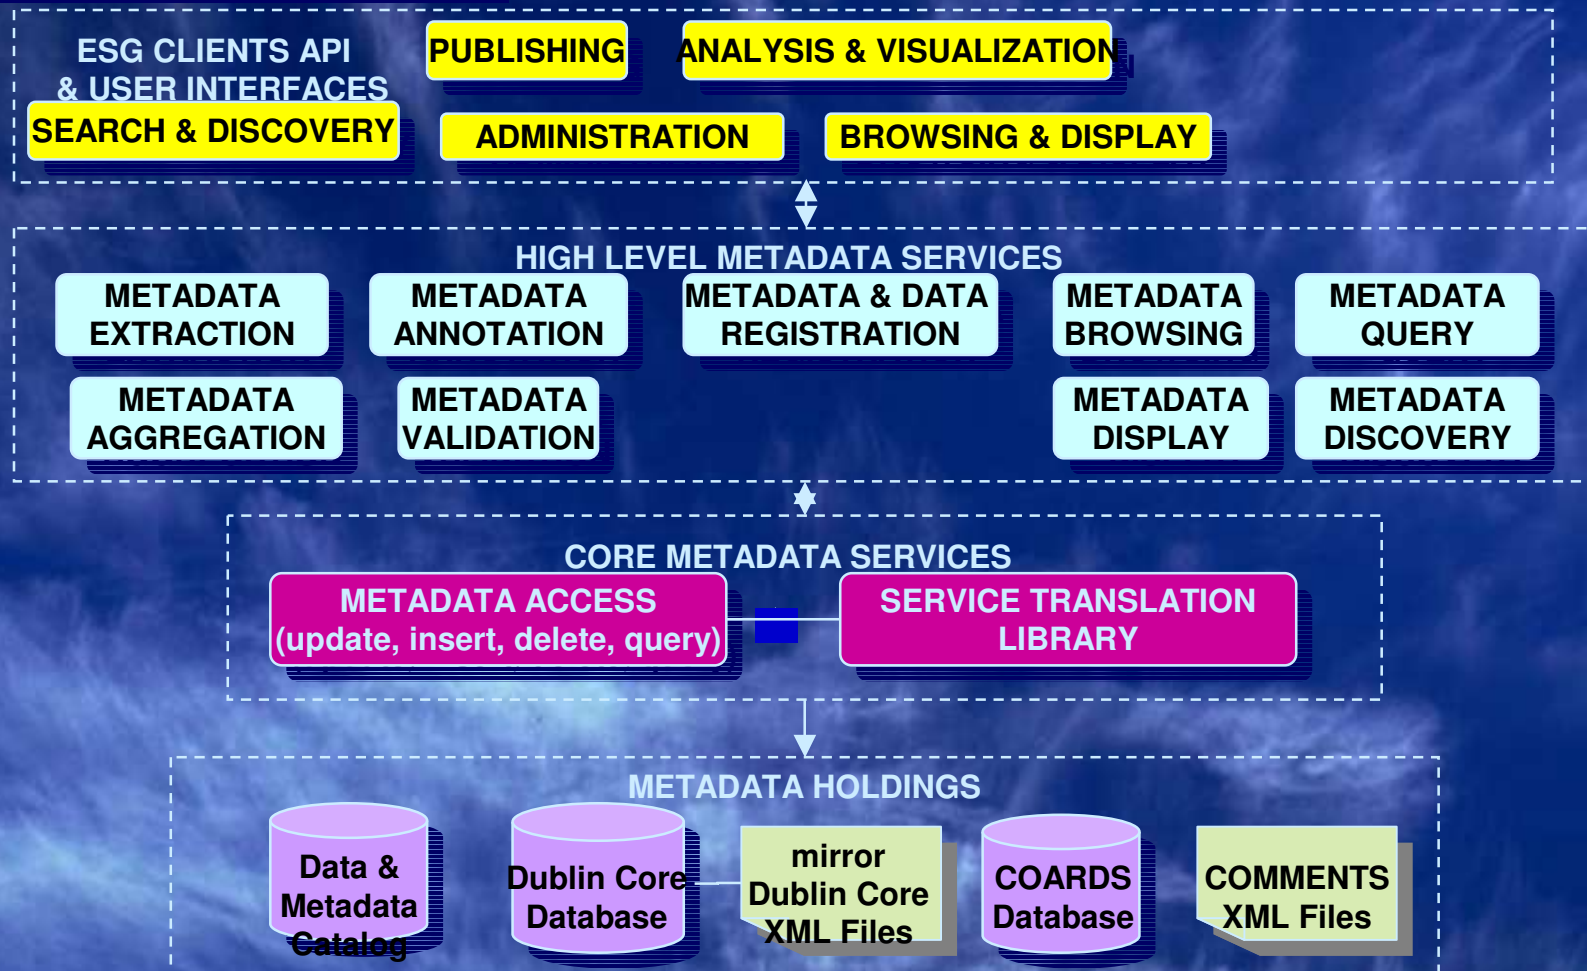 ESG CLIENTS API
& USER INTERFACES
PUBLISHING
ANALYSIS & VISUALIZATION
SEARCH & DISCOVERY
ADMINISTRATION
BROWSING & DISPLAY
HIGH LEVEL METADATA SERVICES
METADATA
EXTRACTION
METADATA
ANNOTATION
METADATA & DATA
REGISTRATION
METADATA
BROWSING
METADATA
QUERY
METADATA
AGGREGATION
METADATA
VALIDATION
METADATA
DISPLAY
METADATA
DISCOVERY
CORE METADATA SERVICES
METADATA ACCESS
(update, insert, delete, query)
SERVICE TRANSLATION
LIBRARY
METADATA HOLDINGS
Data &
Metadata
Catalog
Dublin Core
Database
mirror
Dublin Core
XML Files
COARDS
Database
COMMENTS
XML Files